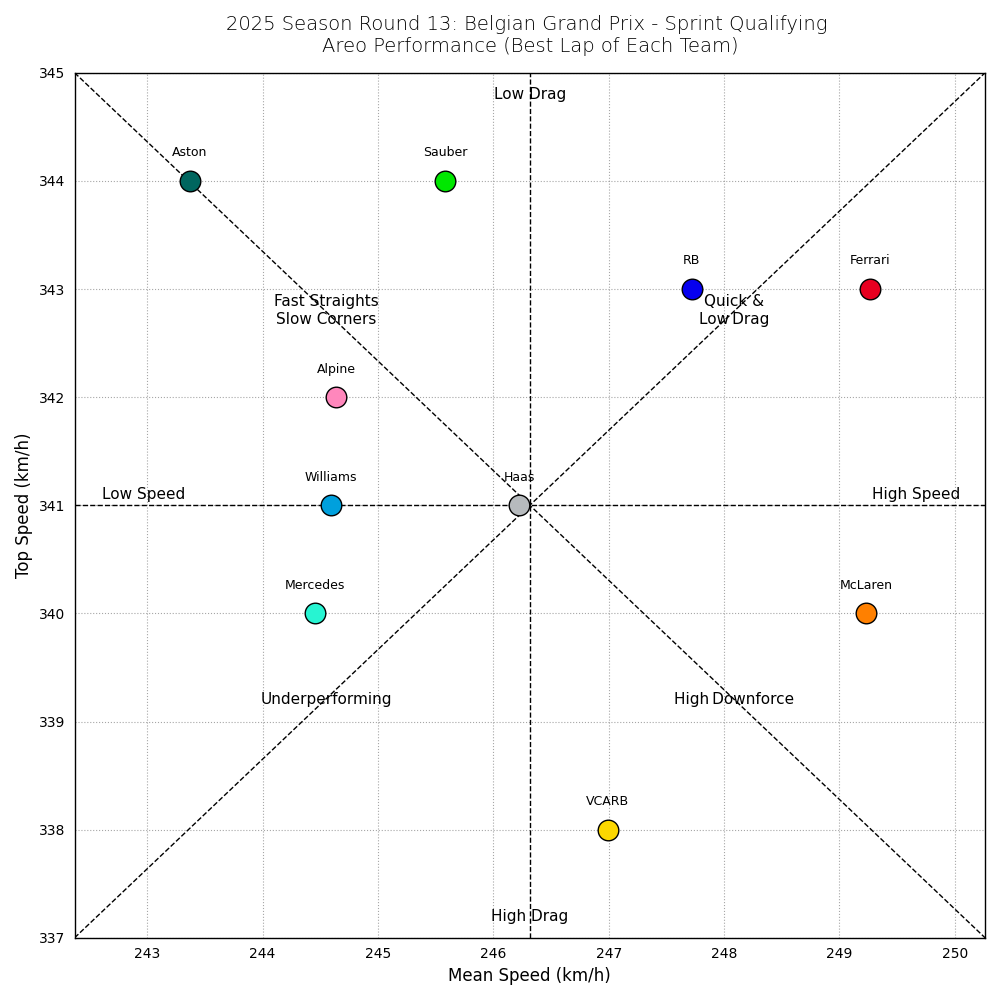 2025 Season Round 13: Belgian Grand Prix - Sprint Qualifying
Areo Performance (Best Lap of Each Team)
345
Low Drag
Aston
Sauber
344
RB
Ferrari
343
Fast Straights
Slow Corners
Quick &
Low Drag
Alpine
342
Williams
Haas
Low Speed
High Speed
341
Mercedes
McLaren
340
Underperforming
High Downforce
339
VCARB
338
High Drag
337
243 244 245 246 247 248 249 250
Mean Speed (km/h)
Top Speed (km/h)